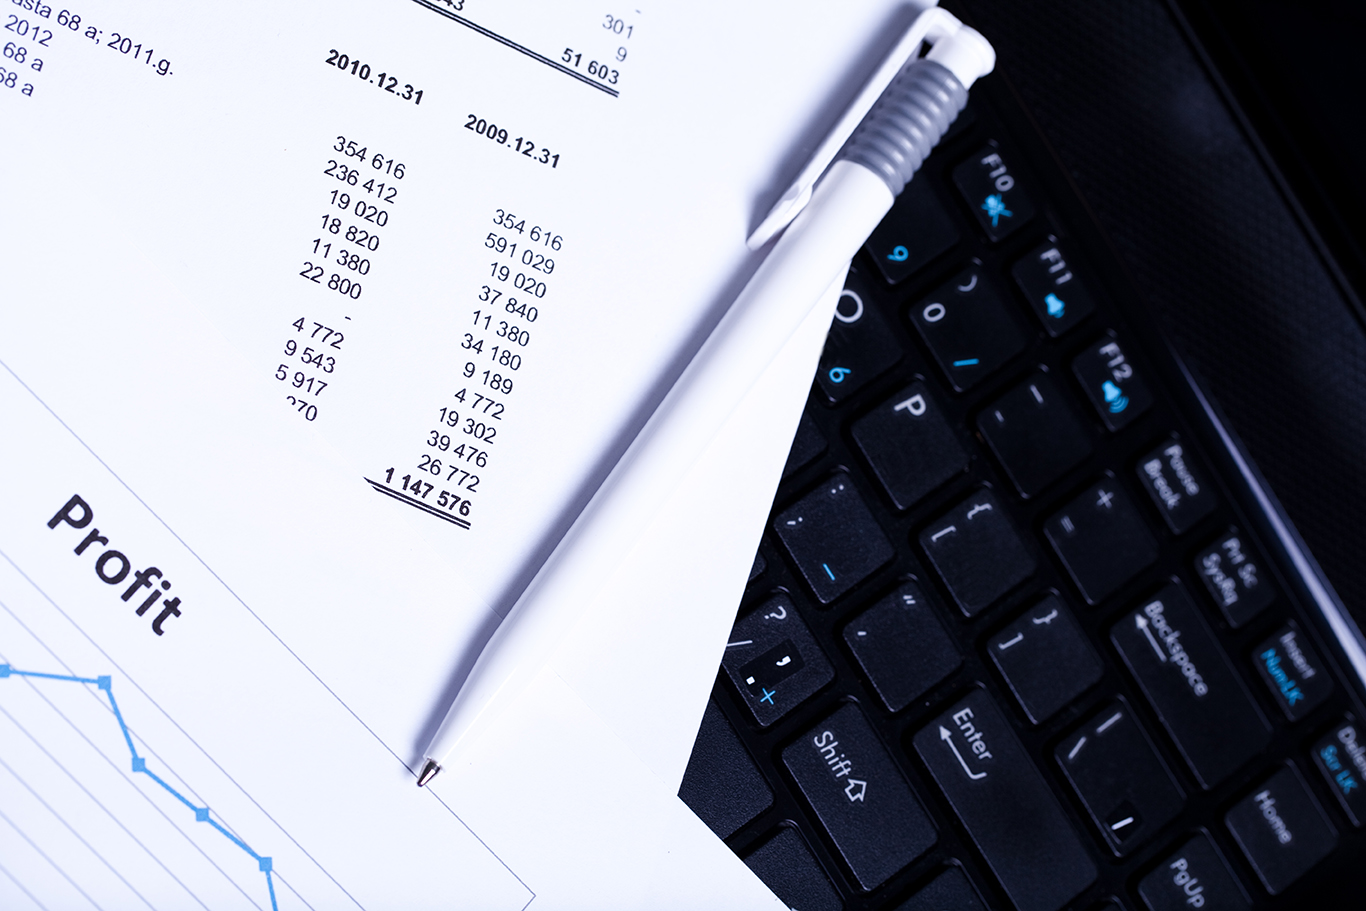 asta 68 a; 2011.g.
2012
68 a
68 a
301
-
9
51 603
2010.12.31
2009.12.31
354 616
236 412
19 020
18 820
11 380
22 800
-
4 772
9 543
5 917
354 616
591 029
19 020
37 840
11 380
34 180
9 189
4 772
19 302
39 476
26 772
1 147 576
Profit
F10
F11
F12
9
O
6
)
0
/
P
_
-
Pause
Break
:
;
-
{
[
+
=
Prt Sc
SysRq
?
/
,
.
+
"
'
}
]
Backspace
Insert
NumLK
Shift
Enter
|
\
Home
Scr LK
PgUp